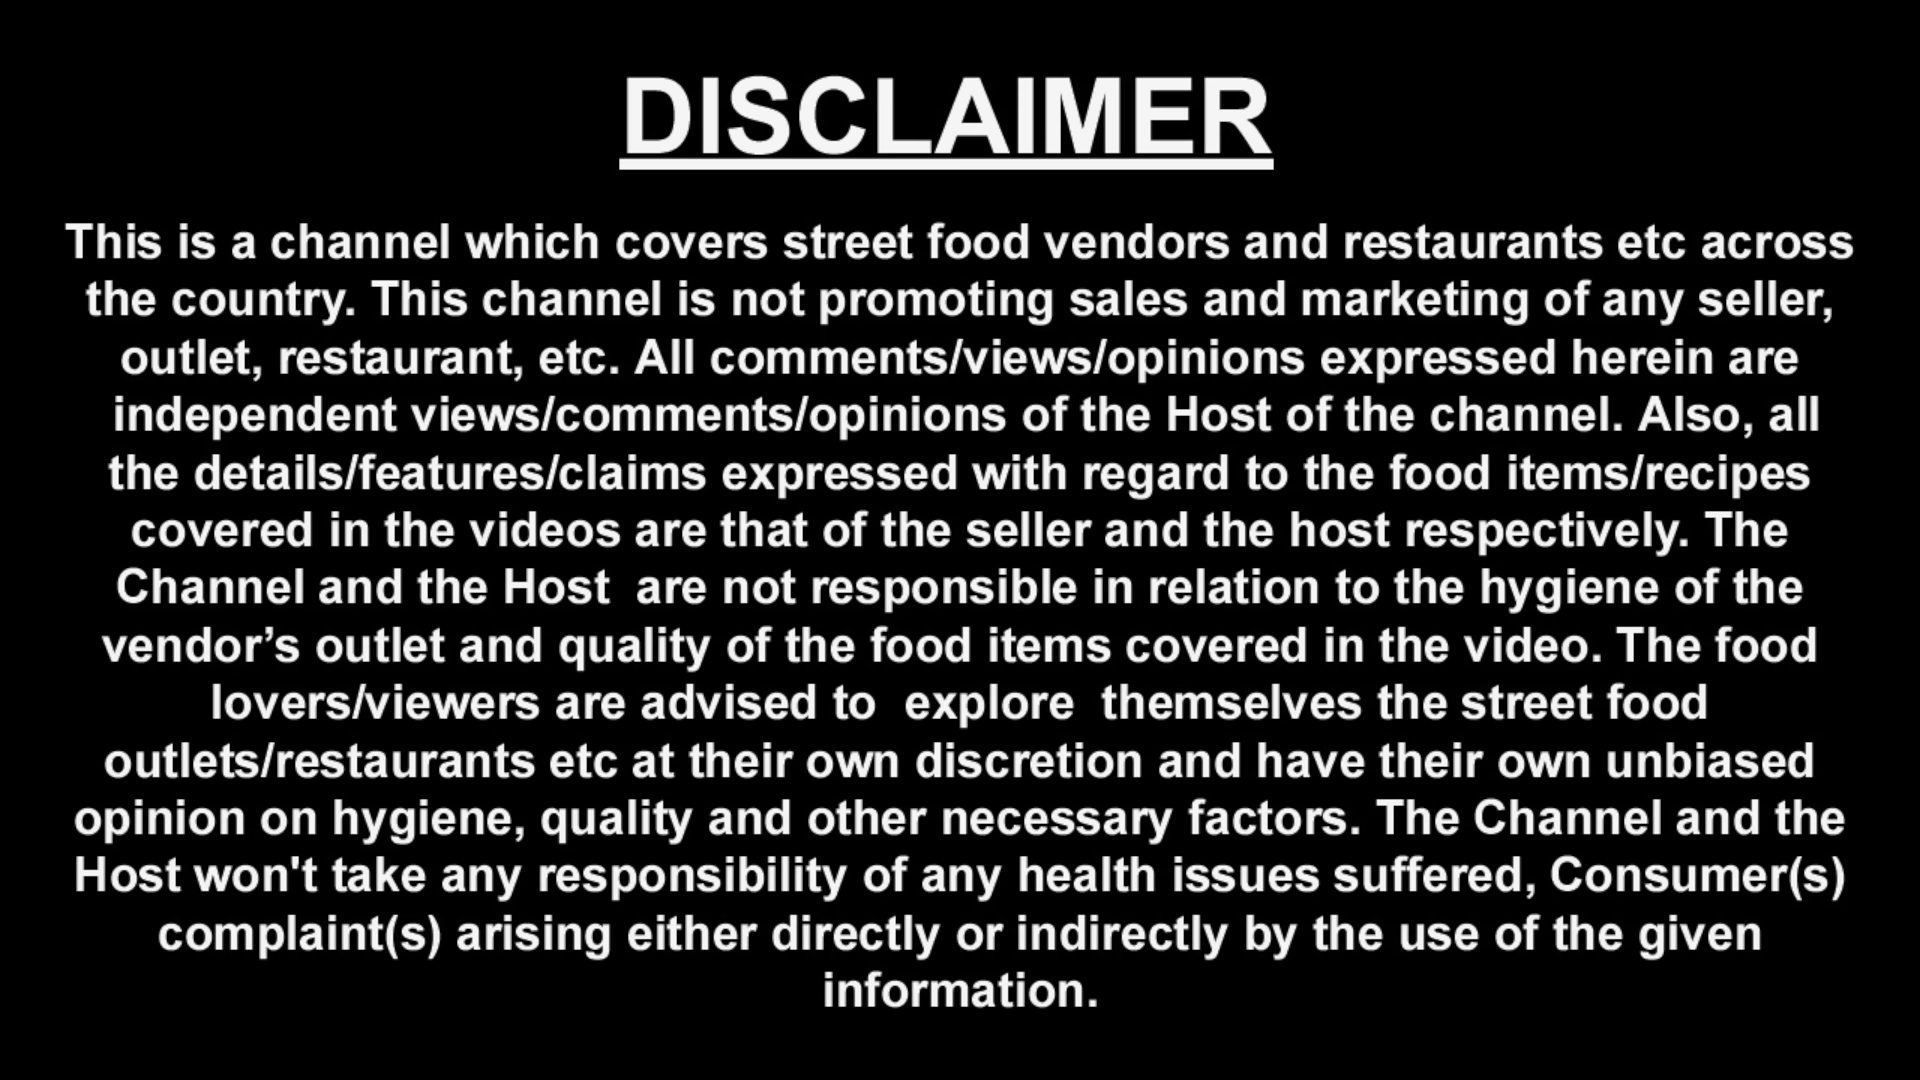 DISCLAIMER
This is a channel which covers street food vendors and restaurants etc across
the country. This channel is not promoting sales and marketing of any seller,
outlet, restaurant, etc. All comments/views/opinions expressed herein are
independent views/comments/opinions of the Host of the channel. Also, all
the details/features/claims expressed with regard to the food items/recipes
covered in the videos are that of the seller and the host respectively. The
Channel and the Host  are not responsible in relation to the hygiene of the
vendor’s outlet and quality of the food items covered in the video. The food
lovers/viewers are advised to  explore  themselves the street food
outlets/restaurants etc at their own discretion and have their own unbiased
opinion on hygiene, quality and other necessary factors. The Channel and the
Host won't take any responsibility of any health issues suffered, Consumer(s)
complaint(s) arising either directly or indirectly by the use of the given
information.